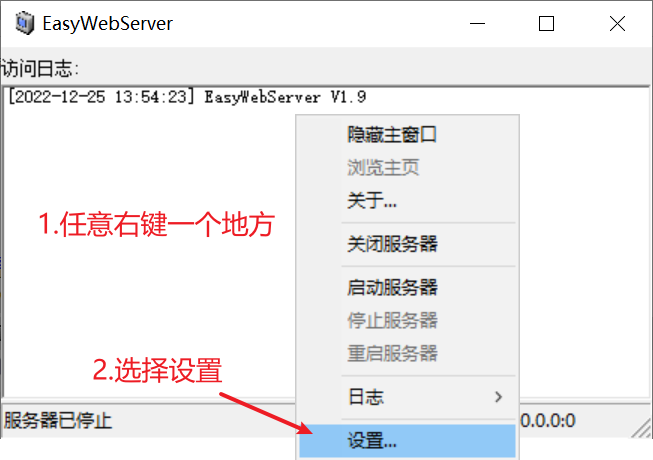 EasyWebServer
访问日志:
[2022-12-25 13:54:23] EasyWebServer V1.9
隐藏主窗口
浏览主页
关于...
1.任意右键一个地方
关闭服务器
启动服务器
停止服务器
重启服务器
2.选择设置
日志
服务器已停止
0.0.0:0
设置...